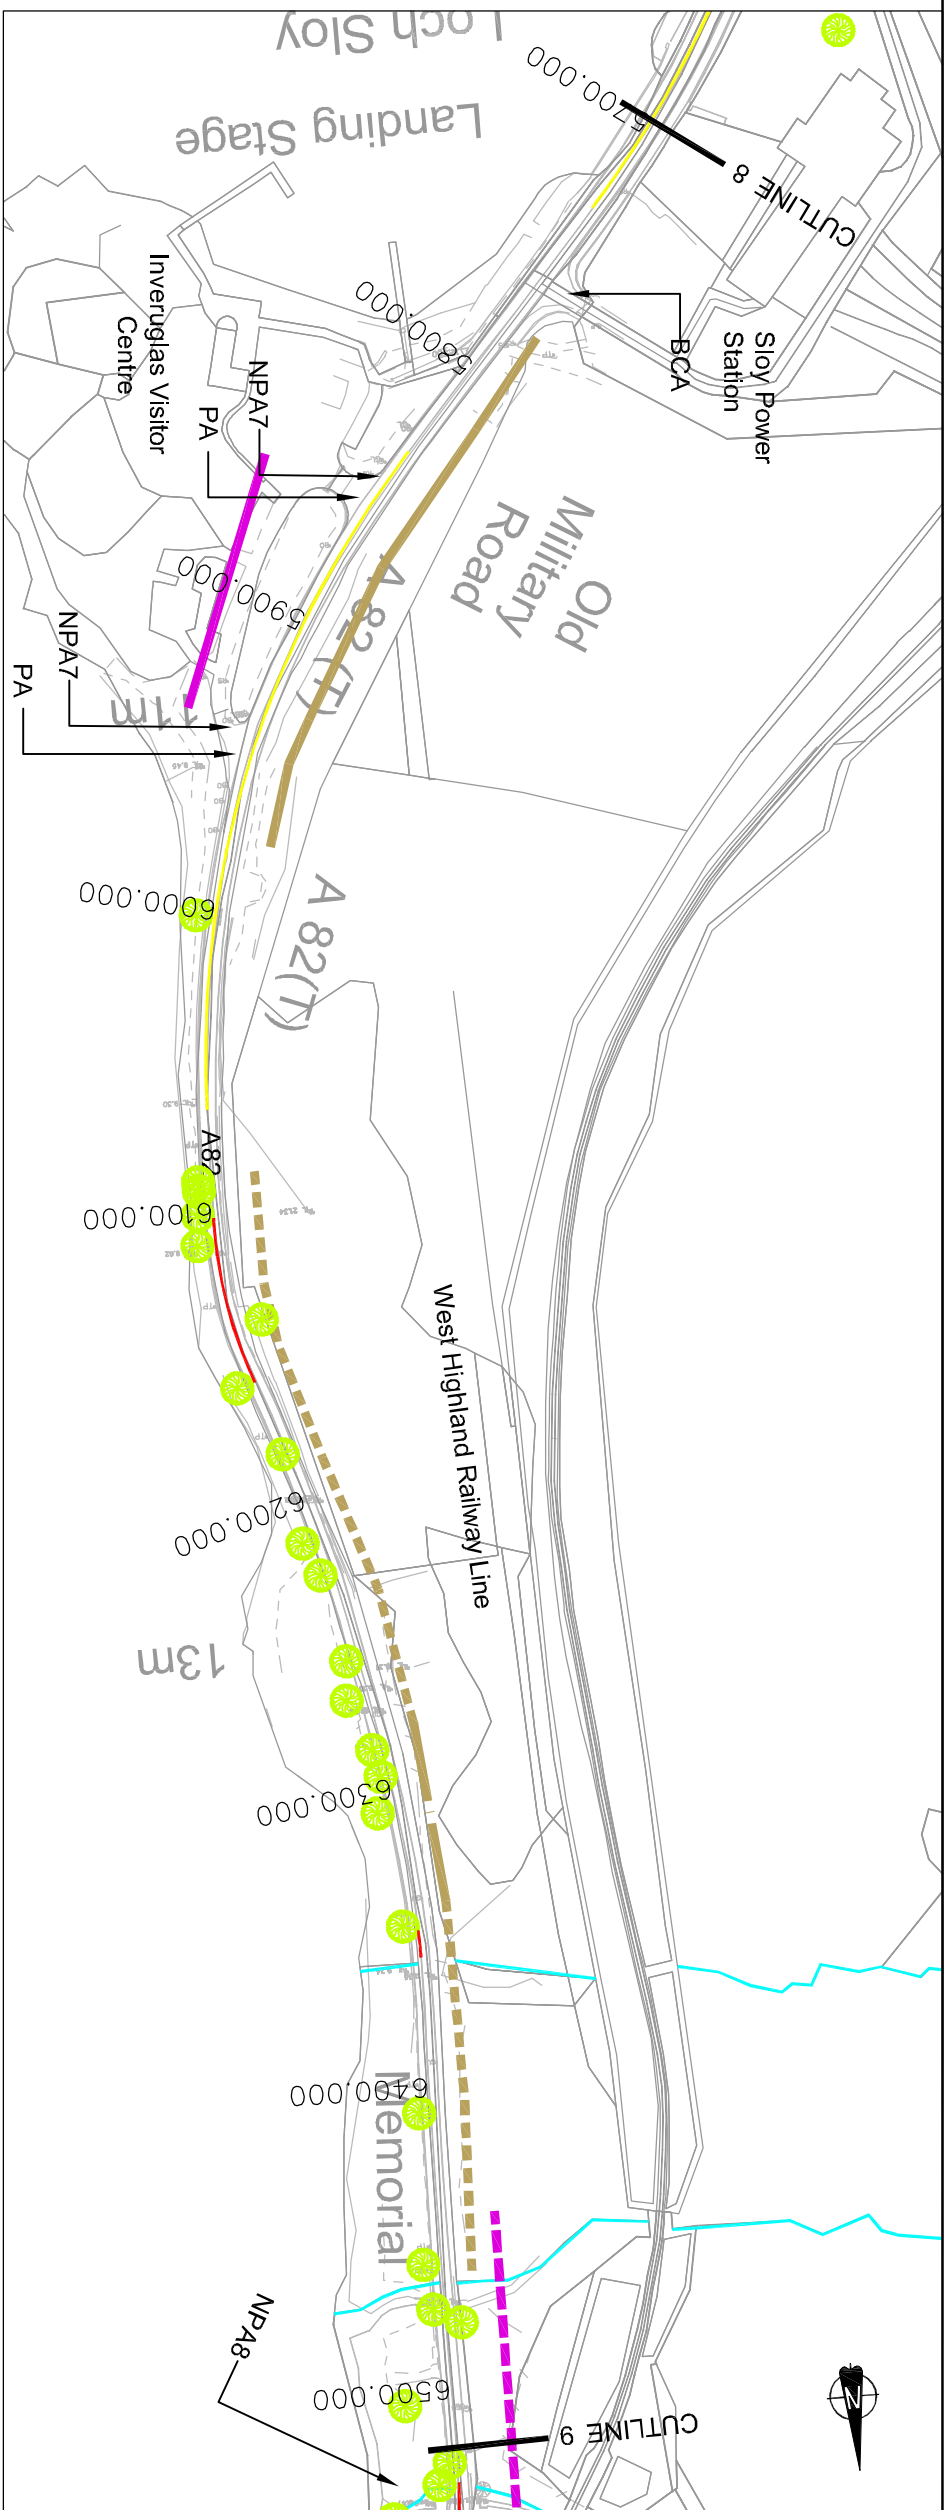 Loch Sloy
Landing Stage
5700.000
CUTLINE 8
Inveruglas Visitor
Centre
5800.000
BCA
Sloy Power
Station
NPA7
PA
Old
Military
Road
A 82(T)
5900.000
NPA7
PA
11m
A 82(T)
6000.000
A82
6100.000
West Highland Railway Line
6200.000
13m
6300.000
6400.000
Memorial
NPA8
6500.000
CUTLINE 9
N